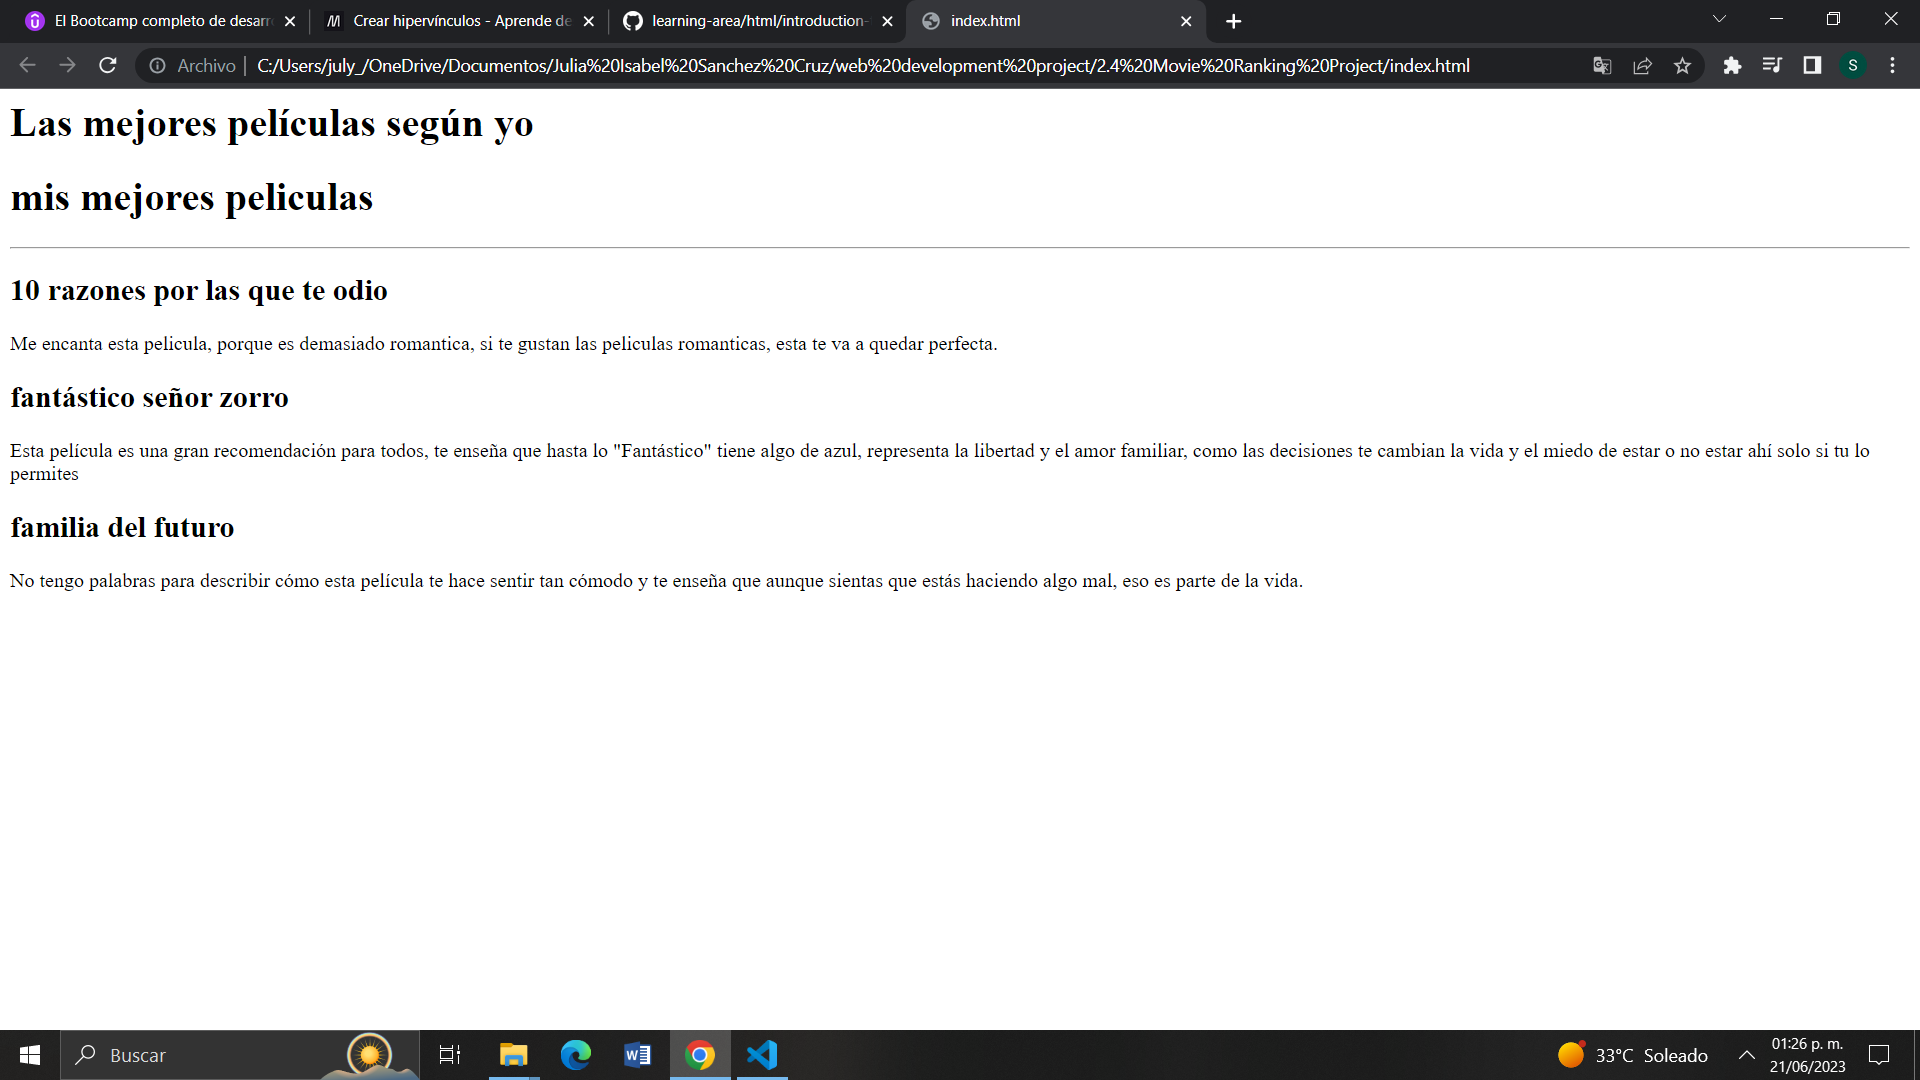 El Bootcamp completo de desarr
Crear hipervínculos - Aprende de
learning-area/html/introduction-
index.html
Archivo
C:/Users/july_/OneDrive/Documentos/Julia%20Isabel%20Sanchez%20Cruz/web%20development%20project/2.4%20Movie%20Ranking%20Project/index.html
S
Las mejores películas según yo
mis mejores peliculas
10 razones por las que te odio
Me encanta esta pelicula, porque es demasiado romantica, si te gustan las peliculas romanticas, esta te va a quedar perfecta.
fantástico señor zorro
Esta película es una gran recomendación para todos, te enseña que hasta lo "Fantástico" tiene algo de azul, representa la libertad y el amor familiar, como las decisiones te cambian la vida y el miedo de estar o no estar ahí solo si tu lo
permites
familia del futuro
No tengo palabras para describir cómo esta película te hace sentir tan cómodo y te enseña que aunque sientas que estás haciendo algo mal, eso es parte de la vida.
Buscar
33°C Soleado
01:26 p. m.
21/06/2023